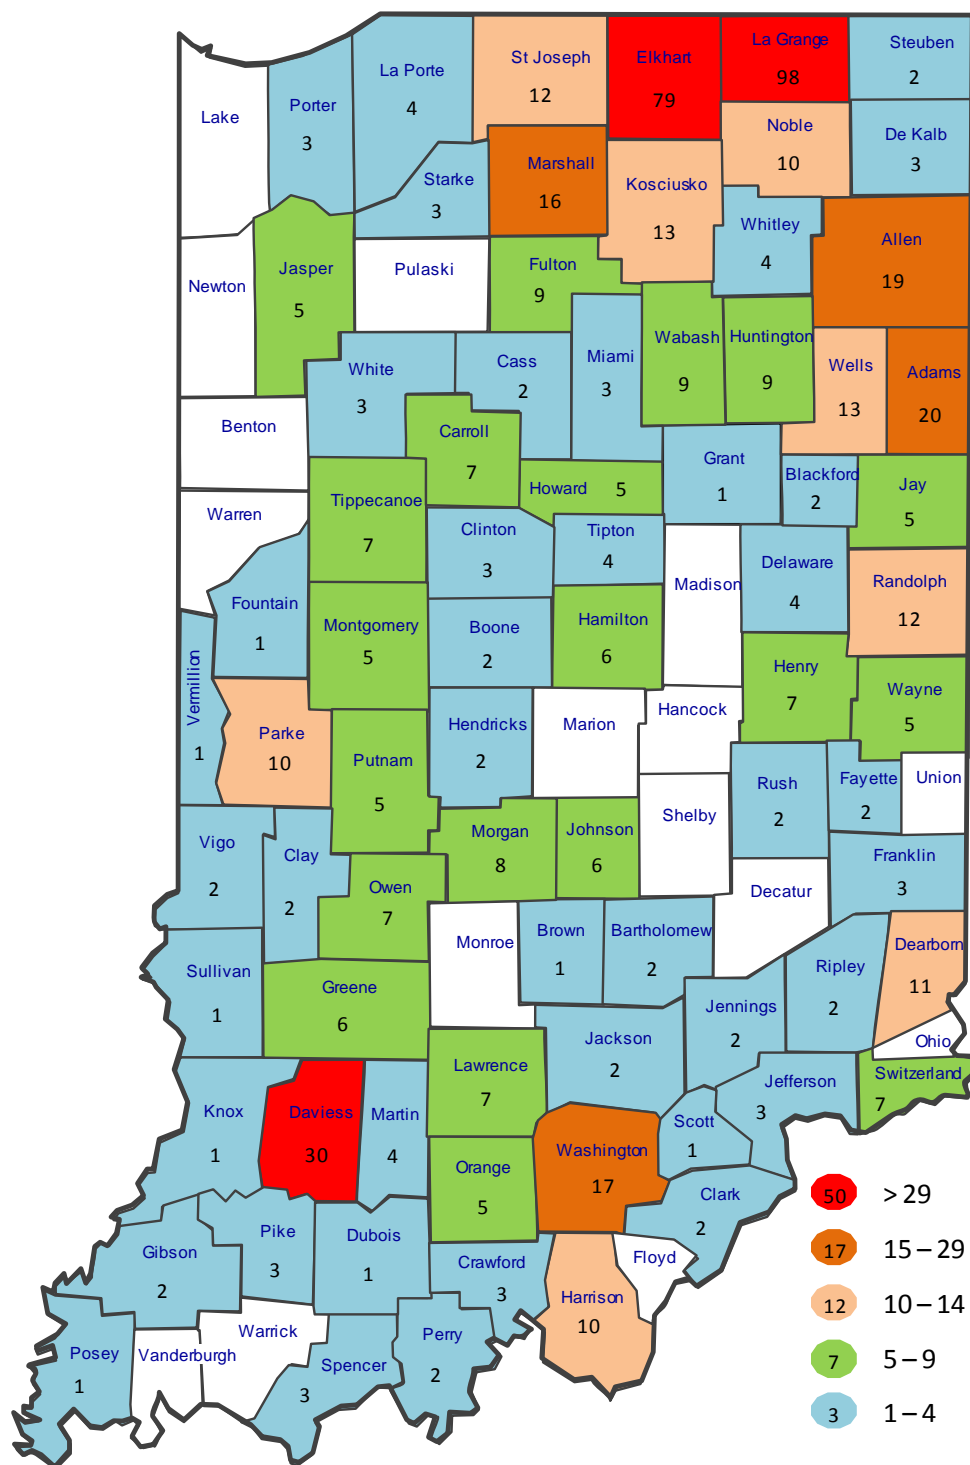 La Grange
98
Steuben
2
St Joseph
12
Elkhart
79
La Porte
4
Porter
3
Lake
Noble
10
De Kalb
3
Marshall
16
Starke
3
Kosciusko
13
Whitley
4
Allen
19
Newton
Jasper
5
Pulaski
Fulton
9
White
3
Cass
2
Miami
3
Wabash
9
Huntington
9
Wells
13
Adams
20
Benton
Carroll
7
Grant
1
Blackford
2
Jay
5
Howard 5
Tippecanoe
7
Warren
Clinton
3
Tipton
4
Madison
Delaware
4
Randolph
12
Fountain
1
Montgomery
5
Boone
2
Hamilton
6
Henry
7
Wayne
5
Vermillion
1
Parke
10
Putnam
5
Hendricks
2
Marion
Hancock
Rush
2
Fayette
2
Union
Shelby
Vigo
2
Clay
2
Owen
7
Morgan
8
Johnson
6
Decatur
Franklin
3
Monroe
Brown
1
Bartholomew
2
Dearborn
11
Ripley
2
Sullivan
1
Greene
6
Jennings
2
Jackson
2
Ohio
Lawrence
7
Jefferson
3
Switzerland
7
Knox
1
Daviess
30
Martin
4
Scott
1
Washington
17
Orange
5
Clark
2
Pike
3
Dubois
1
Gibson
2
Crawford
3
Floyd
Harrison
10
Warrick
Vanderburgh
Posey
1
Spencer
3
Perry
2
50 > 29
17 15 – 29
12 10 – 14
7 5 – 9
3 1 – 4